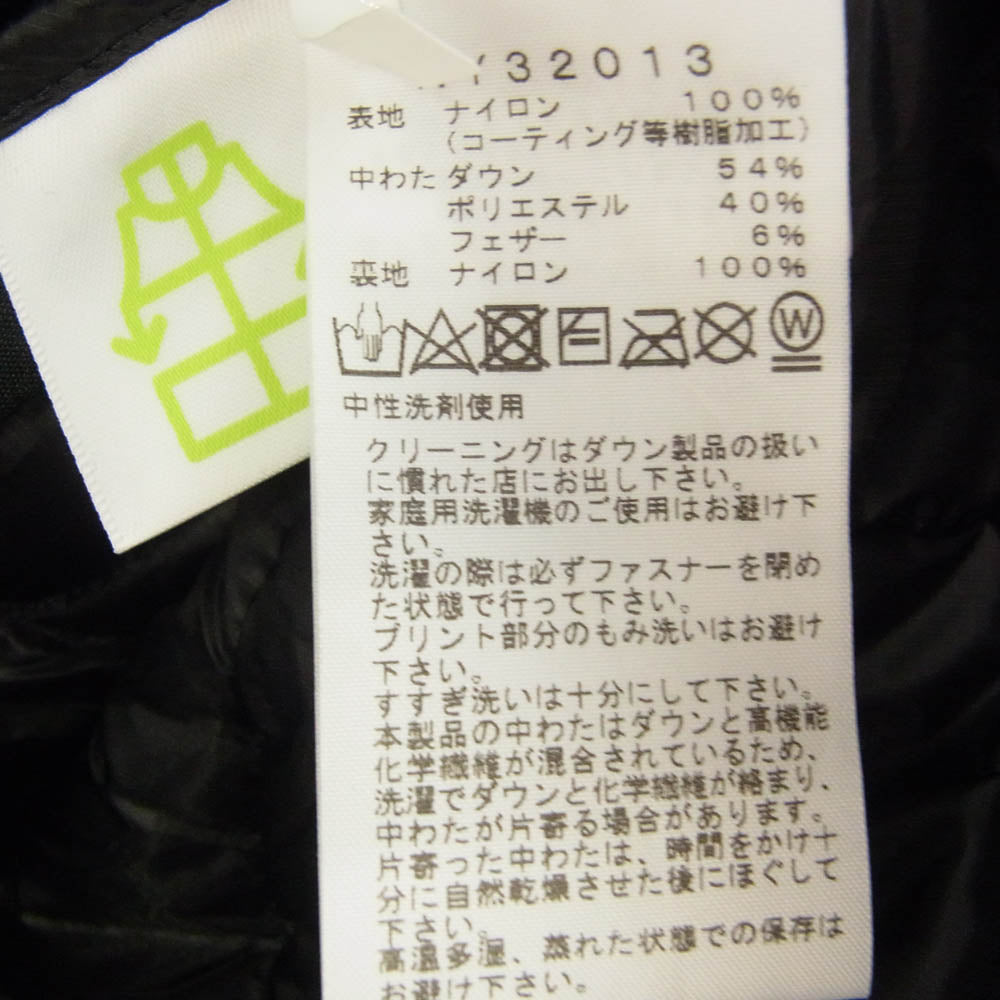 Y32013
表地 ナイロン 100%
(コーティング等樹脂加工)
中わた ダウン 54%
ポリエステル 40%
フェザー 6%
裏地 ナイロン 100%
W
中性洗剤使用
クリーニングはダウン製品の扱い
に慣れた店にお出し下さい。
家庭用洗濯機のご使用はお避け下
さい。
洗濯の際は必ずファスナーを閉め
た状態で行って下さい。
プリント部分のもみ洗いはお避け
下さい。
すすぎ洗いは十分にして下さい。
本製品の中わたはダウンと高機能
化学繊維が混合されているため、
洗濯でダウンと化学繊維が絡まり、
中わたが片寄る場合があります。
片寄った中わたは、時間をかけ十
分に自然乾燥させた後にほぐして
下さい。
高温多湿、蒸れた状態での保存は
お避け下さい。